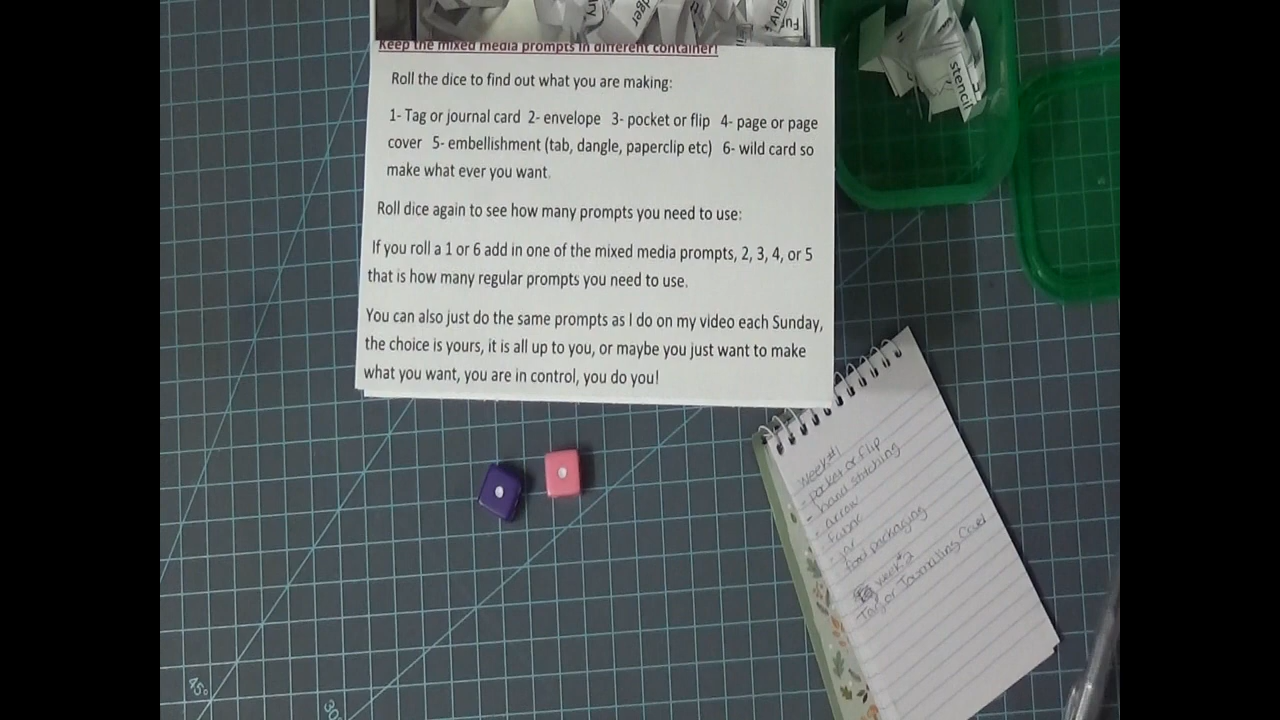 Keep the mixed media prompts in different container!
Roll the dice to find out what you are making:
1- Tag or journal card 2- envelope 3- pocket or flip 4- page or page
cover 5- embellishment (tab, dangle, paperclip etc) 6- wild card so
make what ever you want.
Roll dice again to see how many prompts you need to use:
If you roll a 1 or 6 add in one of the mixed media prompts, 2, 3, 4, or 5
that is how many regular prompts you need to use.
You can also just do the same prompts as I do on my video each Sunday,
the choice is yours, it is all up to you, or maybe you just want to make
what you want, you are in control, you do you!
stencil
week #1
- pocket or flip
- hand stitching
- arrow
- fabric
- jar
food packaging
week #2
Tag or Journalling Card
45°